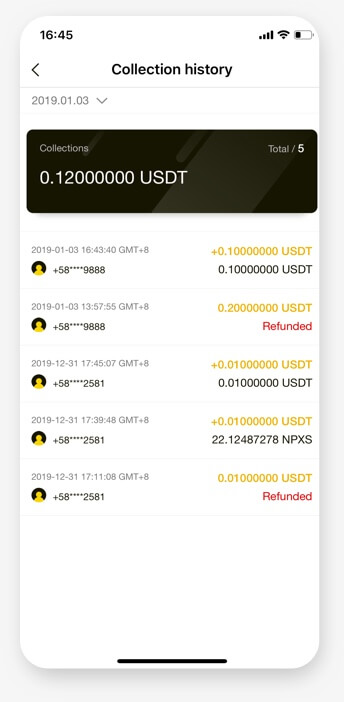 16:45
Collection history
2019.01.03
Collections
Total / 5
0.12000000 USDT
2019-01-03 16:43:40 GMT+8
+0.10000000 USDT
+58****9888
0.10000000 USDT
2019-01-03 13:57:55 GMT+8
0.20000000 USDT
+58****9888
Refunded
2019-12-31 17:45:07 GMT+8
+0.01000000 USDT
+58****2581
0.01000000 USDT
2019-12-31 17:39:48 GMT+8
+0.01000000 USDT
+58****2581
22.12487278 NPXS
2019-12-31 17:11:08 GMT+8
0.01000000 USDT
+58****2581
Refunded